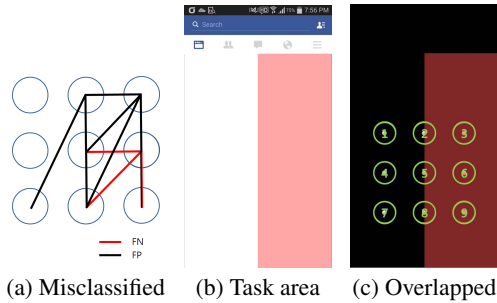 7:56 PM
Search
1 2 3
4 5 6
7 8 9
FN
FP
(a) Misclassified (b) Task area (c) Overlapped